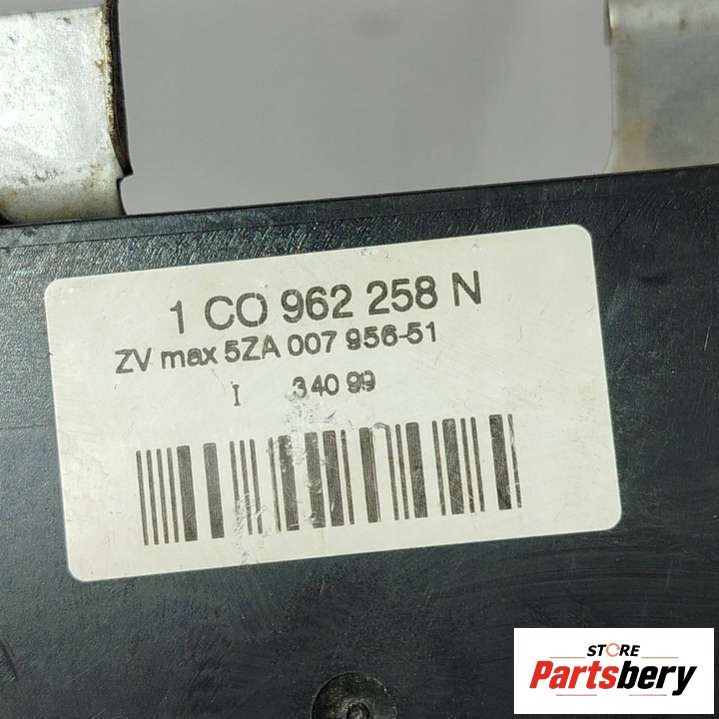 1 CO 962 258 N
ZV max 5ZA 007 956-51
I 34099
STORE
Partsbery